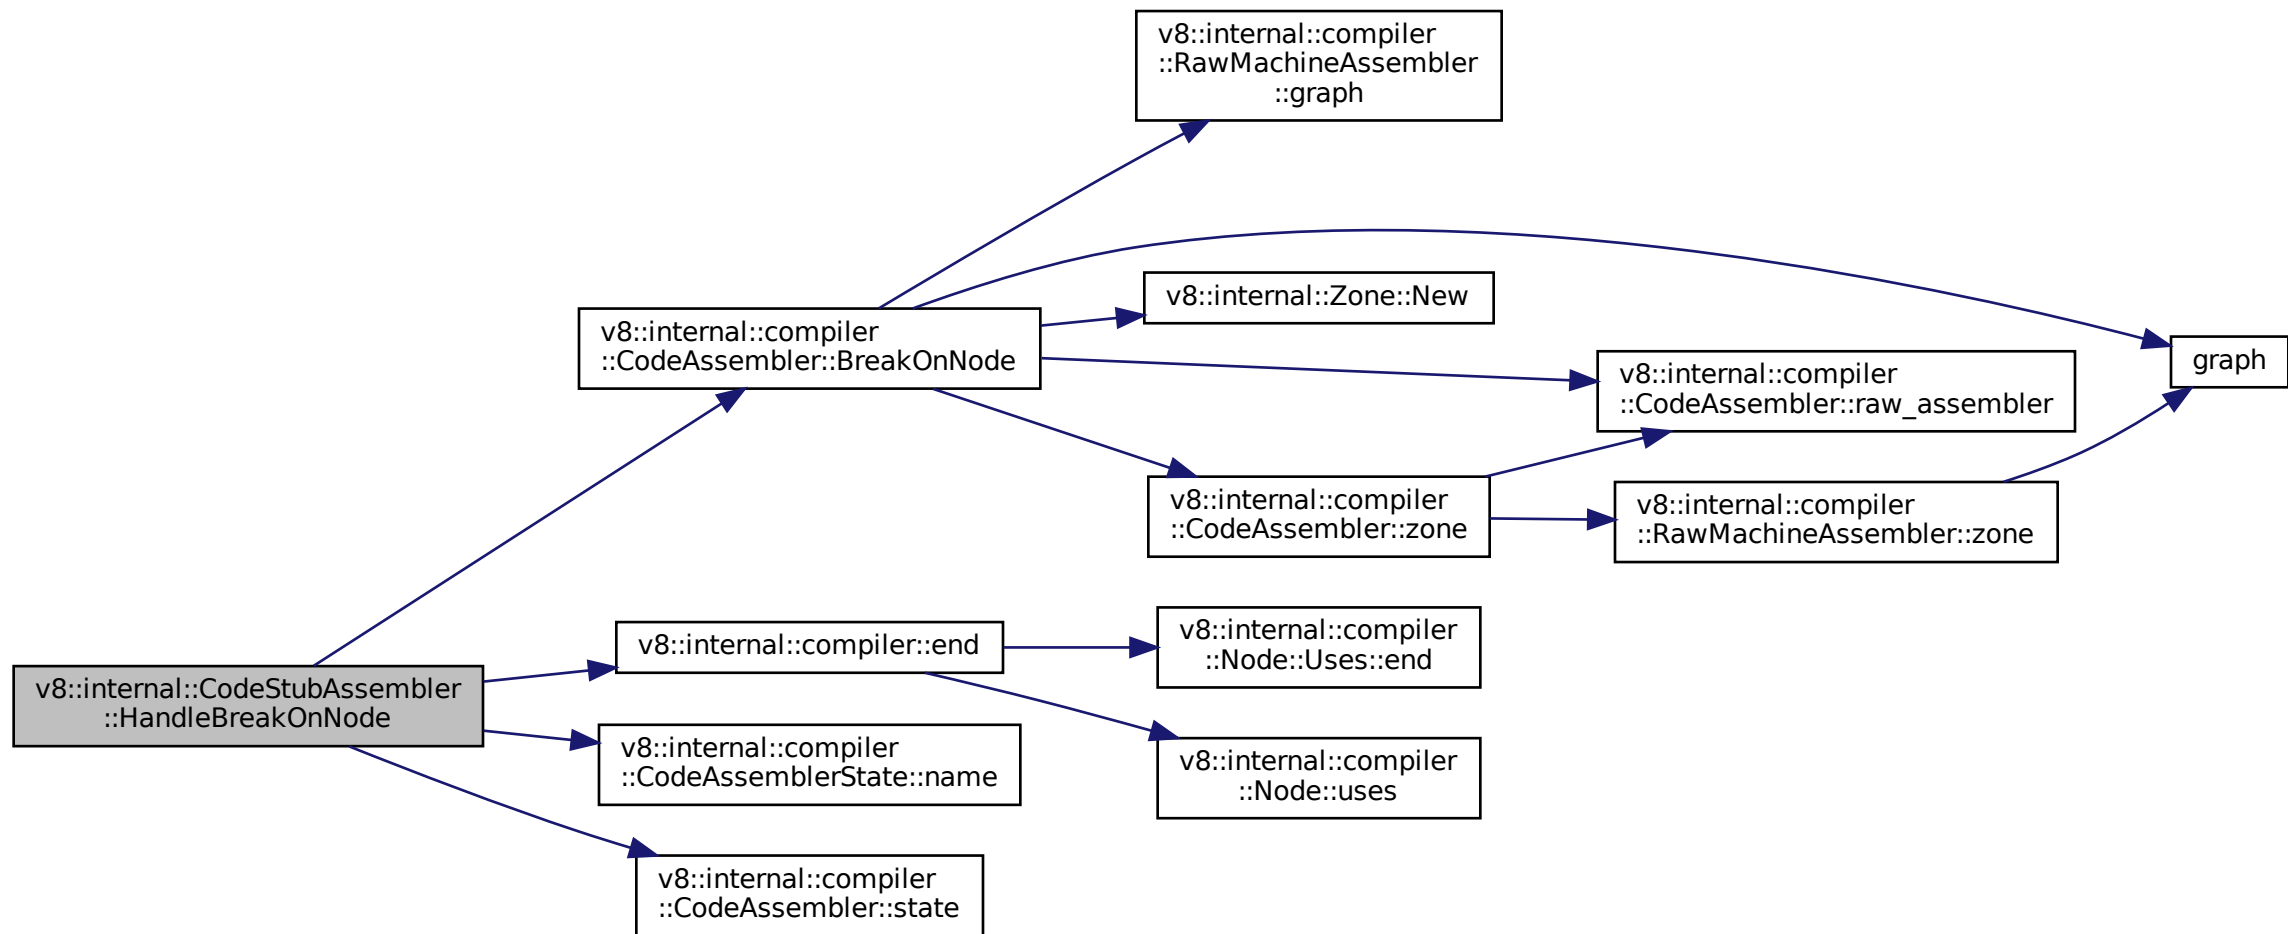 v8::internal::compiler
::RawMachineAssembler
::graph
v8::internal::Zone::New
v8::internal::compiler
::CodeAssembler::BreakOnNode
graph
v8::internal::compiler
::CodeAssembler::raw_assembler
v8::internal::compiler
::CodeAssembler::zone
v8::internal::compiler
::RawMachineAssembler::zone
v8::internal::compiler::end
v8::internal::compiler
::Node::Uses::end
v8::internal::CodeStubAssembler
::HandleBreakOnNode
v8::internal::compiler
::CodeAssemblerState::name
v8::internal::compiler
::Node::uses
v8::internal::compiler
::CodeAssembler::state